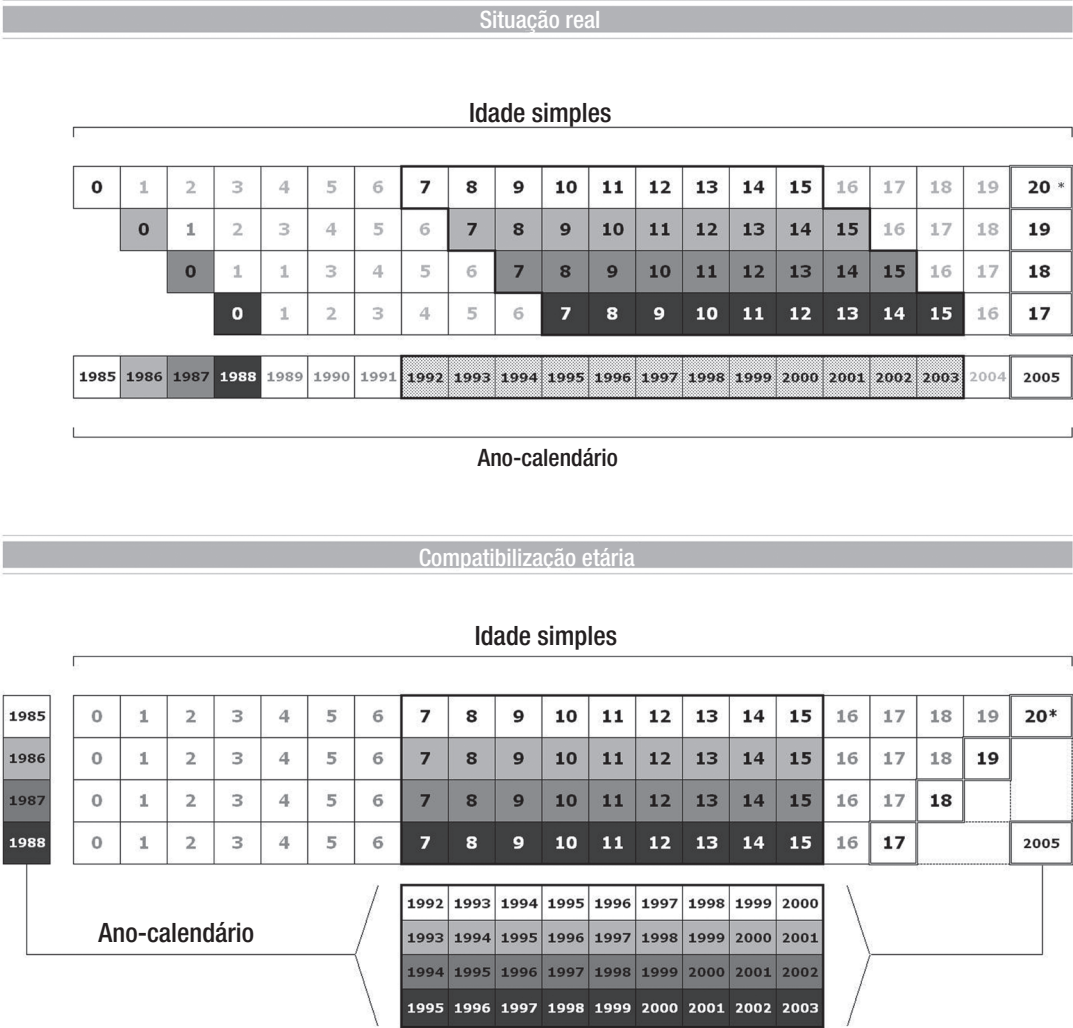 Situação real
Idade simples
0 1 2 3 4 5 6 7 8 9 10 11 12 13 14 15 16 17 18 19 20 *
0 1 2 3 4 5 6 7 8 9 10 11 12 13 14 15 16 17 18 19
0 1 1 3 4 5 6 7 8 9 10 11 12 13 14 15 16 17 18
0 1 2 3 4 5 6 7 8 9 10 11 12 13 14 15 16 17
1985 1986 1987 1988 1989 1990 1991 1992 1993 1994 1995 1996 1997 1998 1999 2000 2001 2002 2003 2004 2005
Ano-calendário
Compatibilização etária
Idade simples
1985 0 1 2 3 4 5 6 7 8 9 10 11 12 13 14 15 16 17 18 19 20*
1986 0 1 2 3 4 5 6 7 8 9 10 11 12 13 14 15 16 17 18 19
1987 0 1 2 3 4 5 6 7 8 9 10 11 12 13 14 15 16 17 18
1988 0 1 2 3 4 5 6 7 8 9 10 11 12 13 14 15 16 17 2005
1992 1993 1994 1995 1996 1997 1998 1999 2000
Ano-calendário 1993 1994 1995 1996 1997 1998 1999 2000 2001
1994 1995 1996 1997 1998 1999 2000 2001 2002
1995 1996 1997 1998 1999 2000 2001 2002 2003